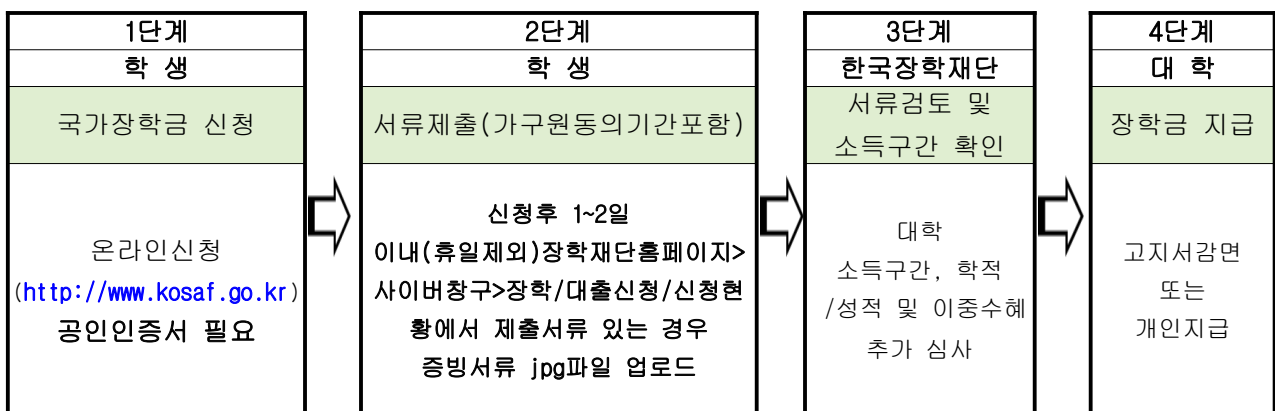 1단계
학 생
국가장학금 신청
온라인신청
(http://www.kosaf.go.kr)
공인인증서 필요
2단계
학 생
서류제출(가구원동의기간포함)
신청후 1~2일
이내(휴일제외)장학재단홈페이지>
사이버창구>장학/대출신청/신청현
황에서 제출서류 있는 경우
증빙서류 jpg파일 업로드
3단계
한국장학재단
서류검토 및
소득구간 확인
대학
소득구간, 학적
/성적 및 이중수혜
추가 심사
4단계
대 학
장학금 지급
고지서감면
또는
개인지급